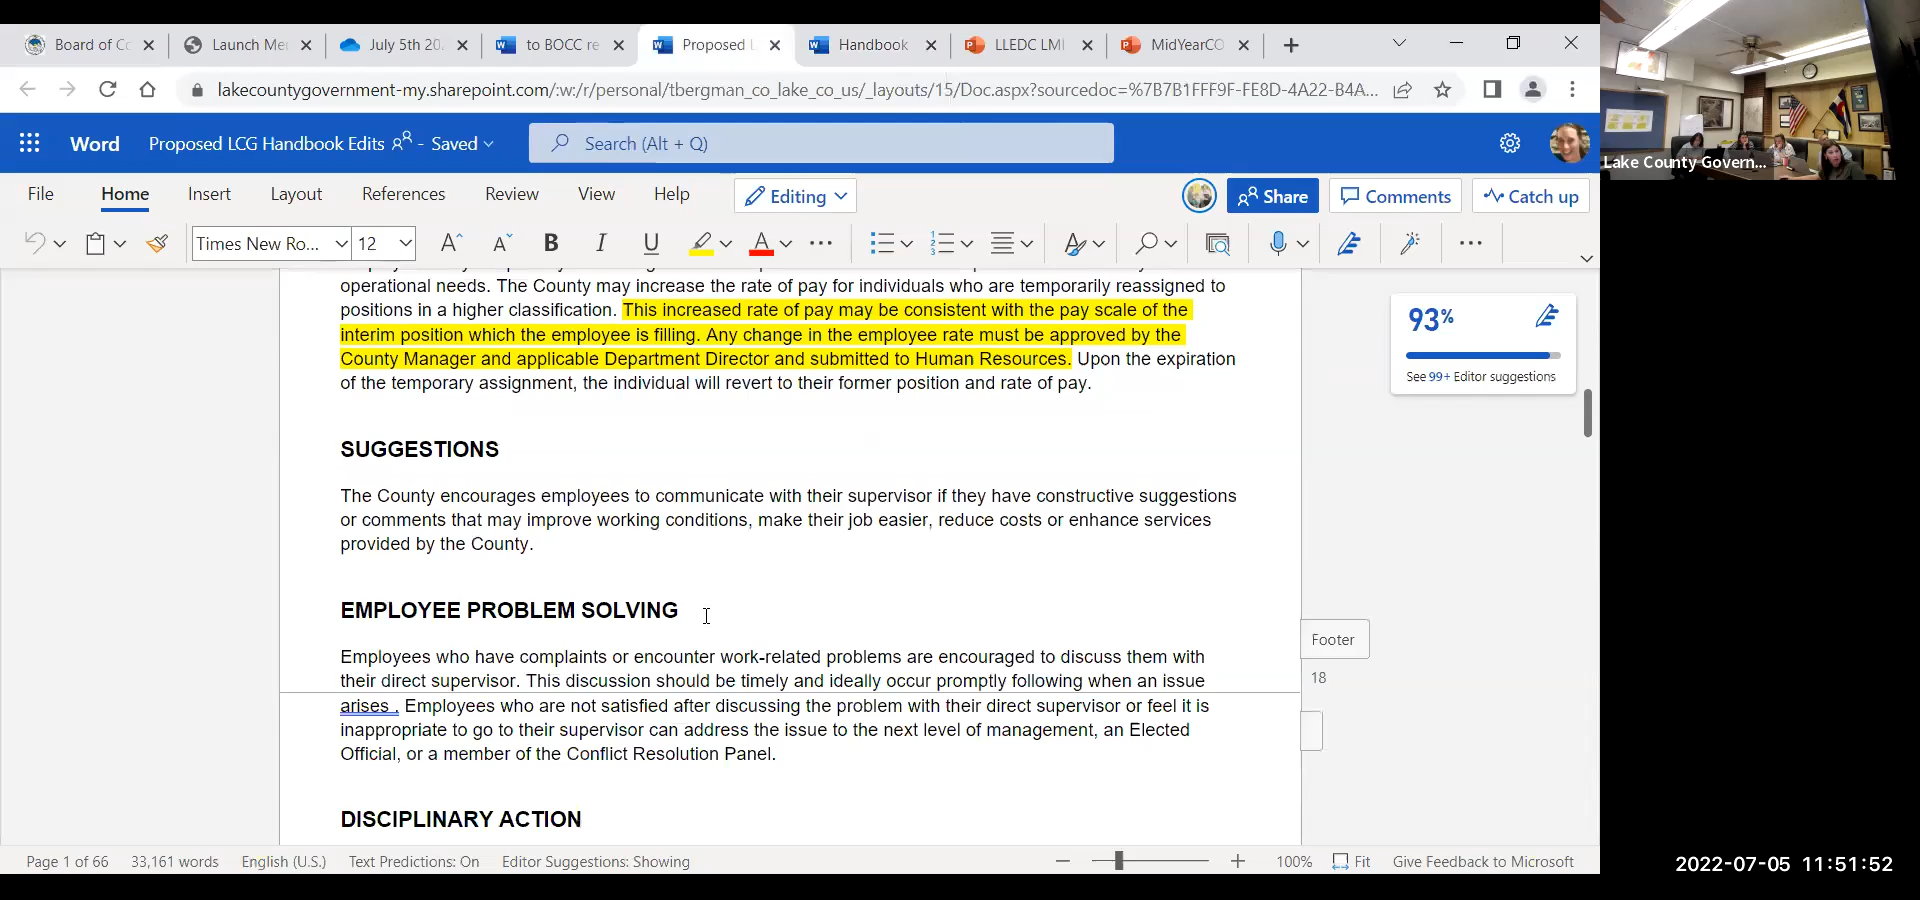 Board of Cc
Launch Me
July 5th 20
to BOCC re
Proposed L
Handbook
LLEDC LMI
MidYearCO
lakecountygovernment-my.sharepoint.com/:w:/r/personal/tbergman_co_lake_co_us/_layouts/15/Doc.aspx?sourcedoc=%7B7B1FFF9F-FE8D-4A22-B4A...
Word
Proposed LCG Handbook Edits - Saved
Search (Alt + Q)
Lake County Govern...
File Home Insert Layout References Review View Help
Editing
Share
Comments
Catch up
Times New Ro... 12
operational needs. The County may increase the rate of pay for individuals who are temporarily reassigned to
positions in a higher classification. This increased rate of pay may be consistent with the pay scale of the
interim position which the employee is filling. Any change in the employee rate must be approved by the
County Manager and applicable Department Director and submitted to Human Resources. Upon the expiration
of the temporary assignment, the individual will revert to their former position and rate of pay.
93%
See 99+ Editor suggestions
SUGGESTIONS
The County encourages employees to communicate with their supervisor if they have constructive suggestions
or comments that may improve working conditions, make their job easier, reduce costs or enhance services
provided by the County.
EMPLOYEE PROBLEM SOLVING
Employees who have complaints or encounter work-related problems are encouraged to discuss them with
their direct supervisor. This discussion should be timely and ideally occur promptly following when an issue
arises . Employees who are not satisfied after discussing the problem with their direct supervisor or feel it is
inappropriate to go to their supervisor can address the issue to the next level of management, an Elected
Official, or a member of the Conflict Resolution Panel.
Footer
18
DISCIPLINARY ACTION
Page 1 of 66 33,161 words English (U.S.) Text Predictions: On Editor Suggestions: Showing
100% Fit Give Feedback to Microsoft
2022-07-05 11:51:52